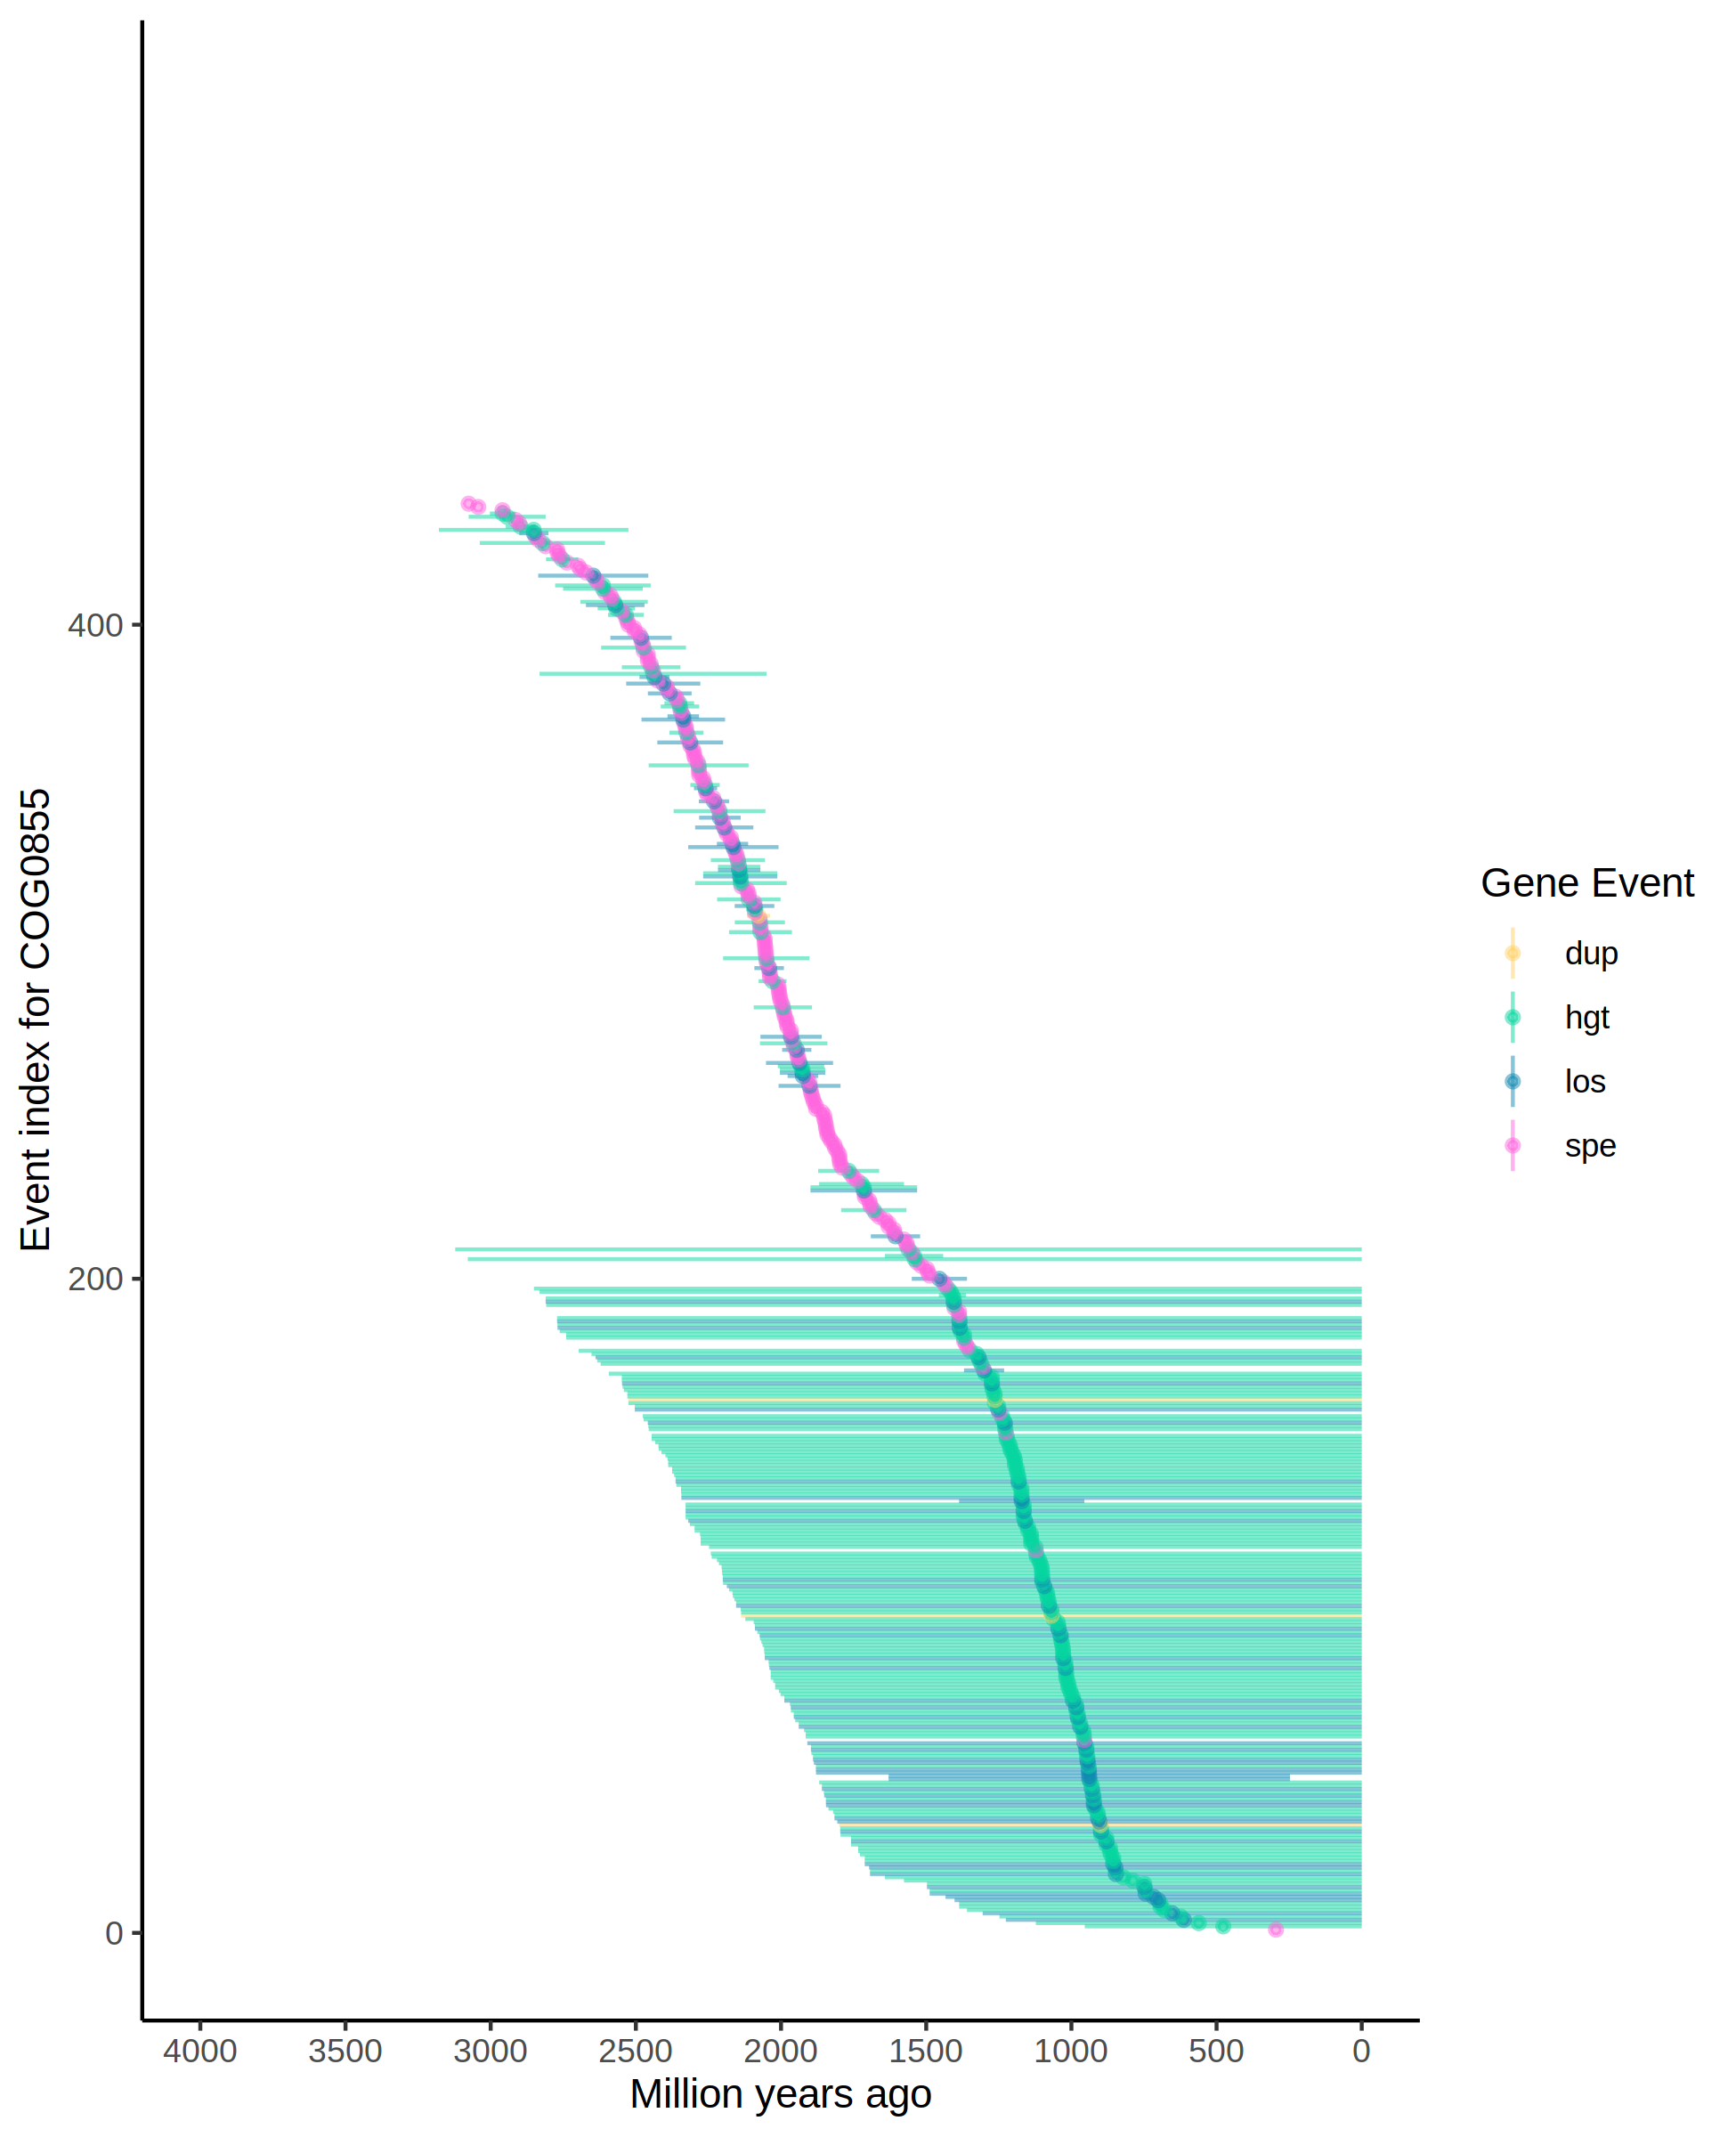 Event index for COG0855
400
200
0
4000 3500 3000 2500 2000 1500 1000 500 0
Million years ago
Gene Event
dup
hgt
los
spe